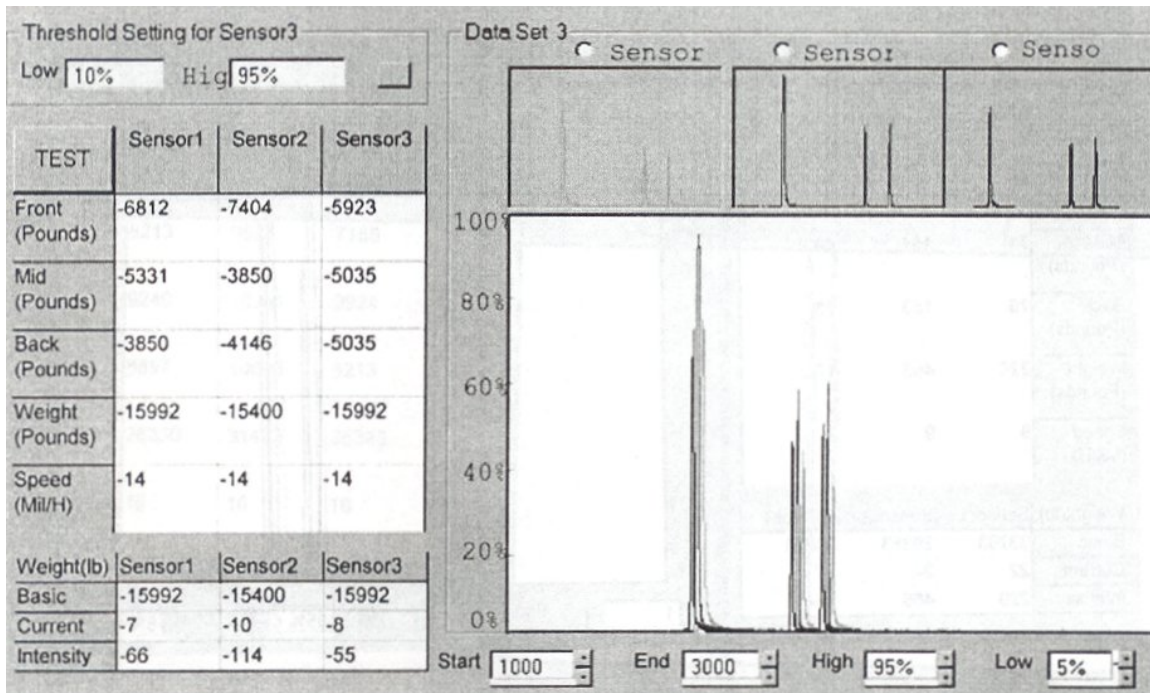 Threshold Setting for Sensor3
Low 10% Hig 95%
TEST Sensor1 Sensor2 Sensor3
Front (Pounds) -6812 -7404 -5923
Mid (Pounds) -5331 -3850 -5035
Back (Pounds) -3850 -4146 -5035
Weight (Pounds) -15992 -15400 -15992
Speed (Mil/H) -14 -14 -14
Weight(lb) Sensor1 Sensor2 Sensor3
Basic -15992 -15400 -15992
Current -7 -10 -8
Intensity -66 -114 -55
Data Set 3
Sensor Sensor Senso
100%
80%
60%
40%
20%
0%
Start 1000 End 3000 High 95% Low 5%